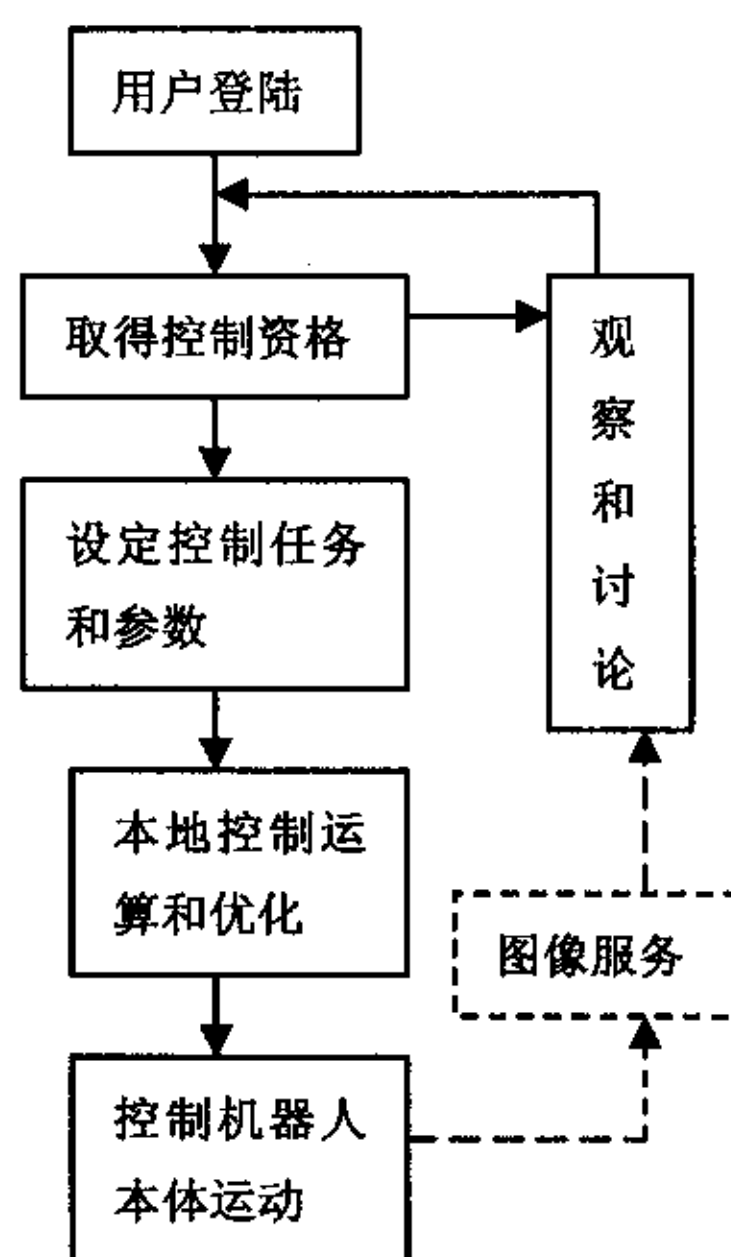 用户登陆
取得控制资格
观
察
和
讨
论
设定控制任务
和参数
本地控制运
算和优化
图像服务
控制机器人
本体运动